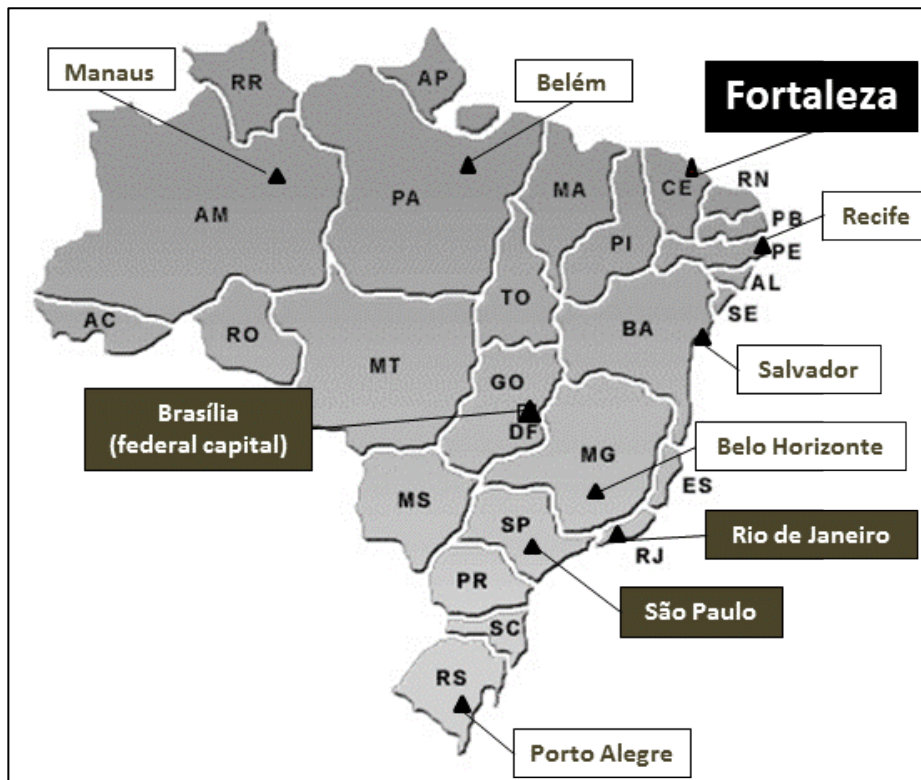 Manaus
RR
AP
Belém
Fortaleza
AM
PA
MA
CE
RN
PI
PB
Recife
PE
AL
TO
SE
AC
RO
BA
MT
Salvador
GO
Brasília
(federal capital)
DF
MG
Belo Horizonte
MS
ES
SP
Rio de Janeiro
RJ
PR
São Paulo
SC
RS
Porto Alegre